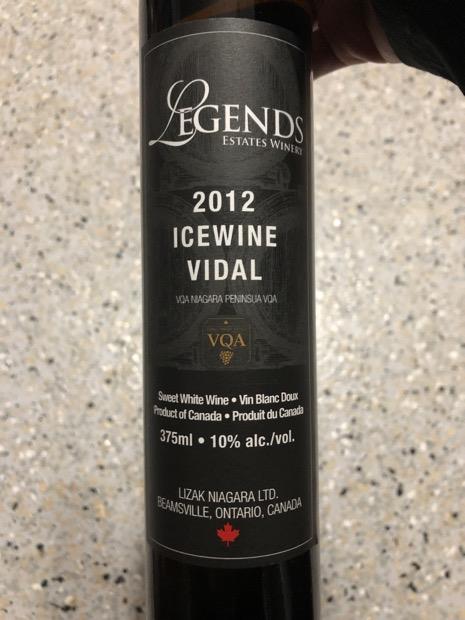 LEGENDS
ESTATES WINERY
2012
ICEWINE
VIDAL
VQA NIAGARA PENINSUA VQA
VQA
Sweet White Wine • Vin Blanc Doux
Product of Canada • Produit du Canada
375ml • 10% alc./vol.
LIZAK NIAGARA LTD.
BEAMSVILLE, ONTARIO, CANADA